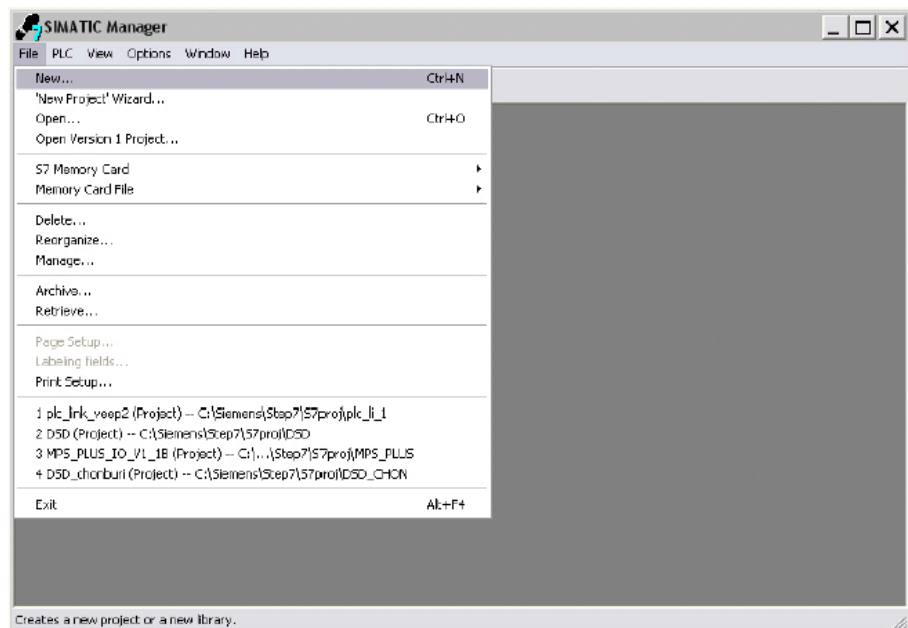 SIMATIC Manager
File PLC View Options Window Help
New... Ctrl+N
'New Project' Wizard...
Open... Ctrl+O
Open Version 1 Project...
S7 Memory Card
Memory Card File
Delete...
Reorganize...
Manage...
Archive...
Retrieve...
Page Setup...
Labeling fields...
Print Setup...
1 plc_link_veep2 (Project) -- C:\Siemens\Step7\S7proj\plc_li_1
2 DSD (Project) -- C:\Siemens\Step7\S7proj\DSD
3 MPS_PLUS_IO_V1_1B (Project) -- C:\...\Step7\S7proj\MPS_PLUS
4 DSD_chonburi (Project) -- C:\Siemens\Step7\S7proj\DSD_CHON
Exit Alt+F4
Creates a new project or a new library.